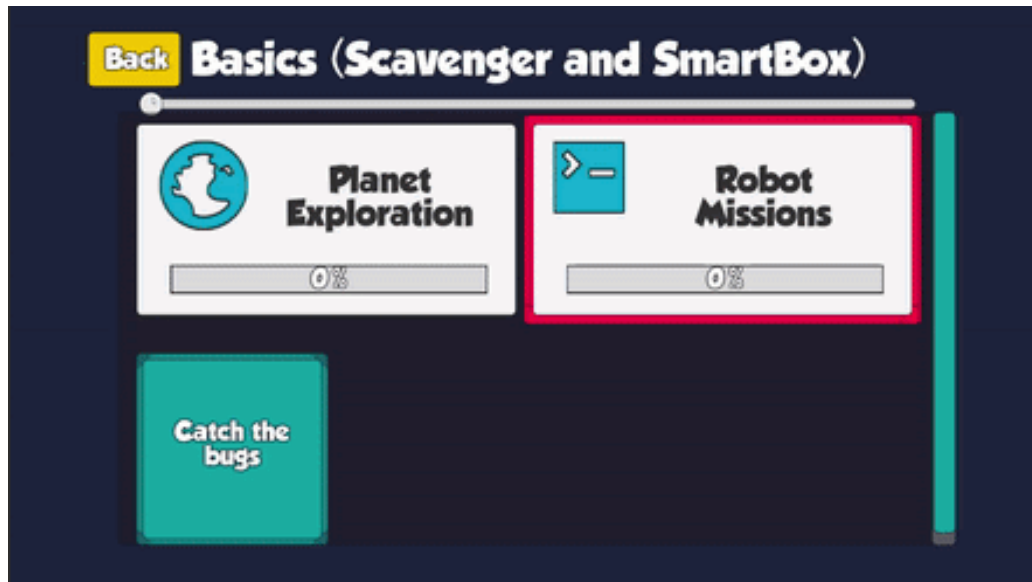 Back
Basics (Scavenger and SmartBox)
Planet
Exploration
0%
Robot
Missions
0%
Catch the
bugs